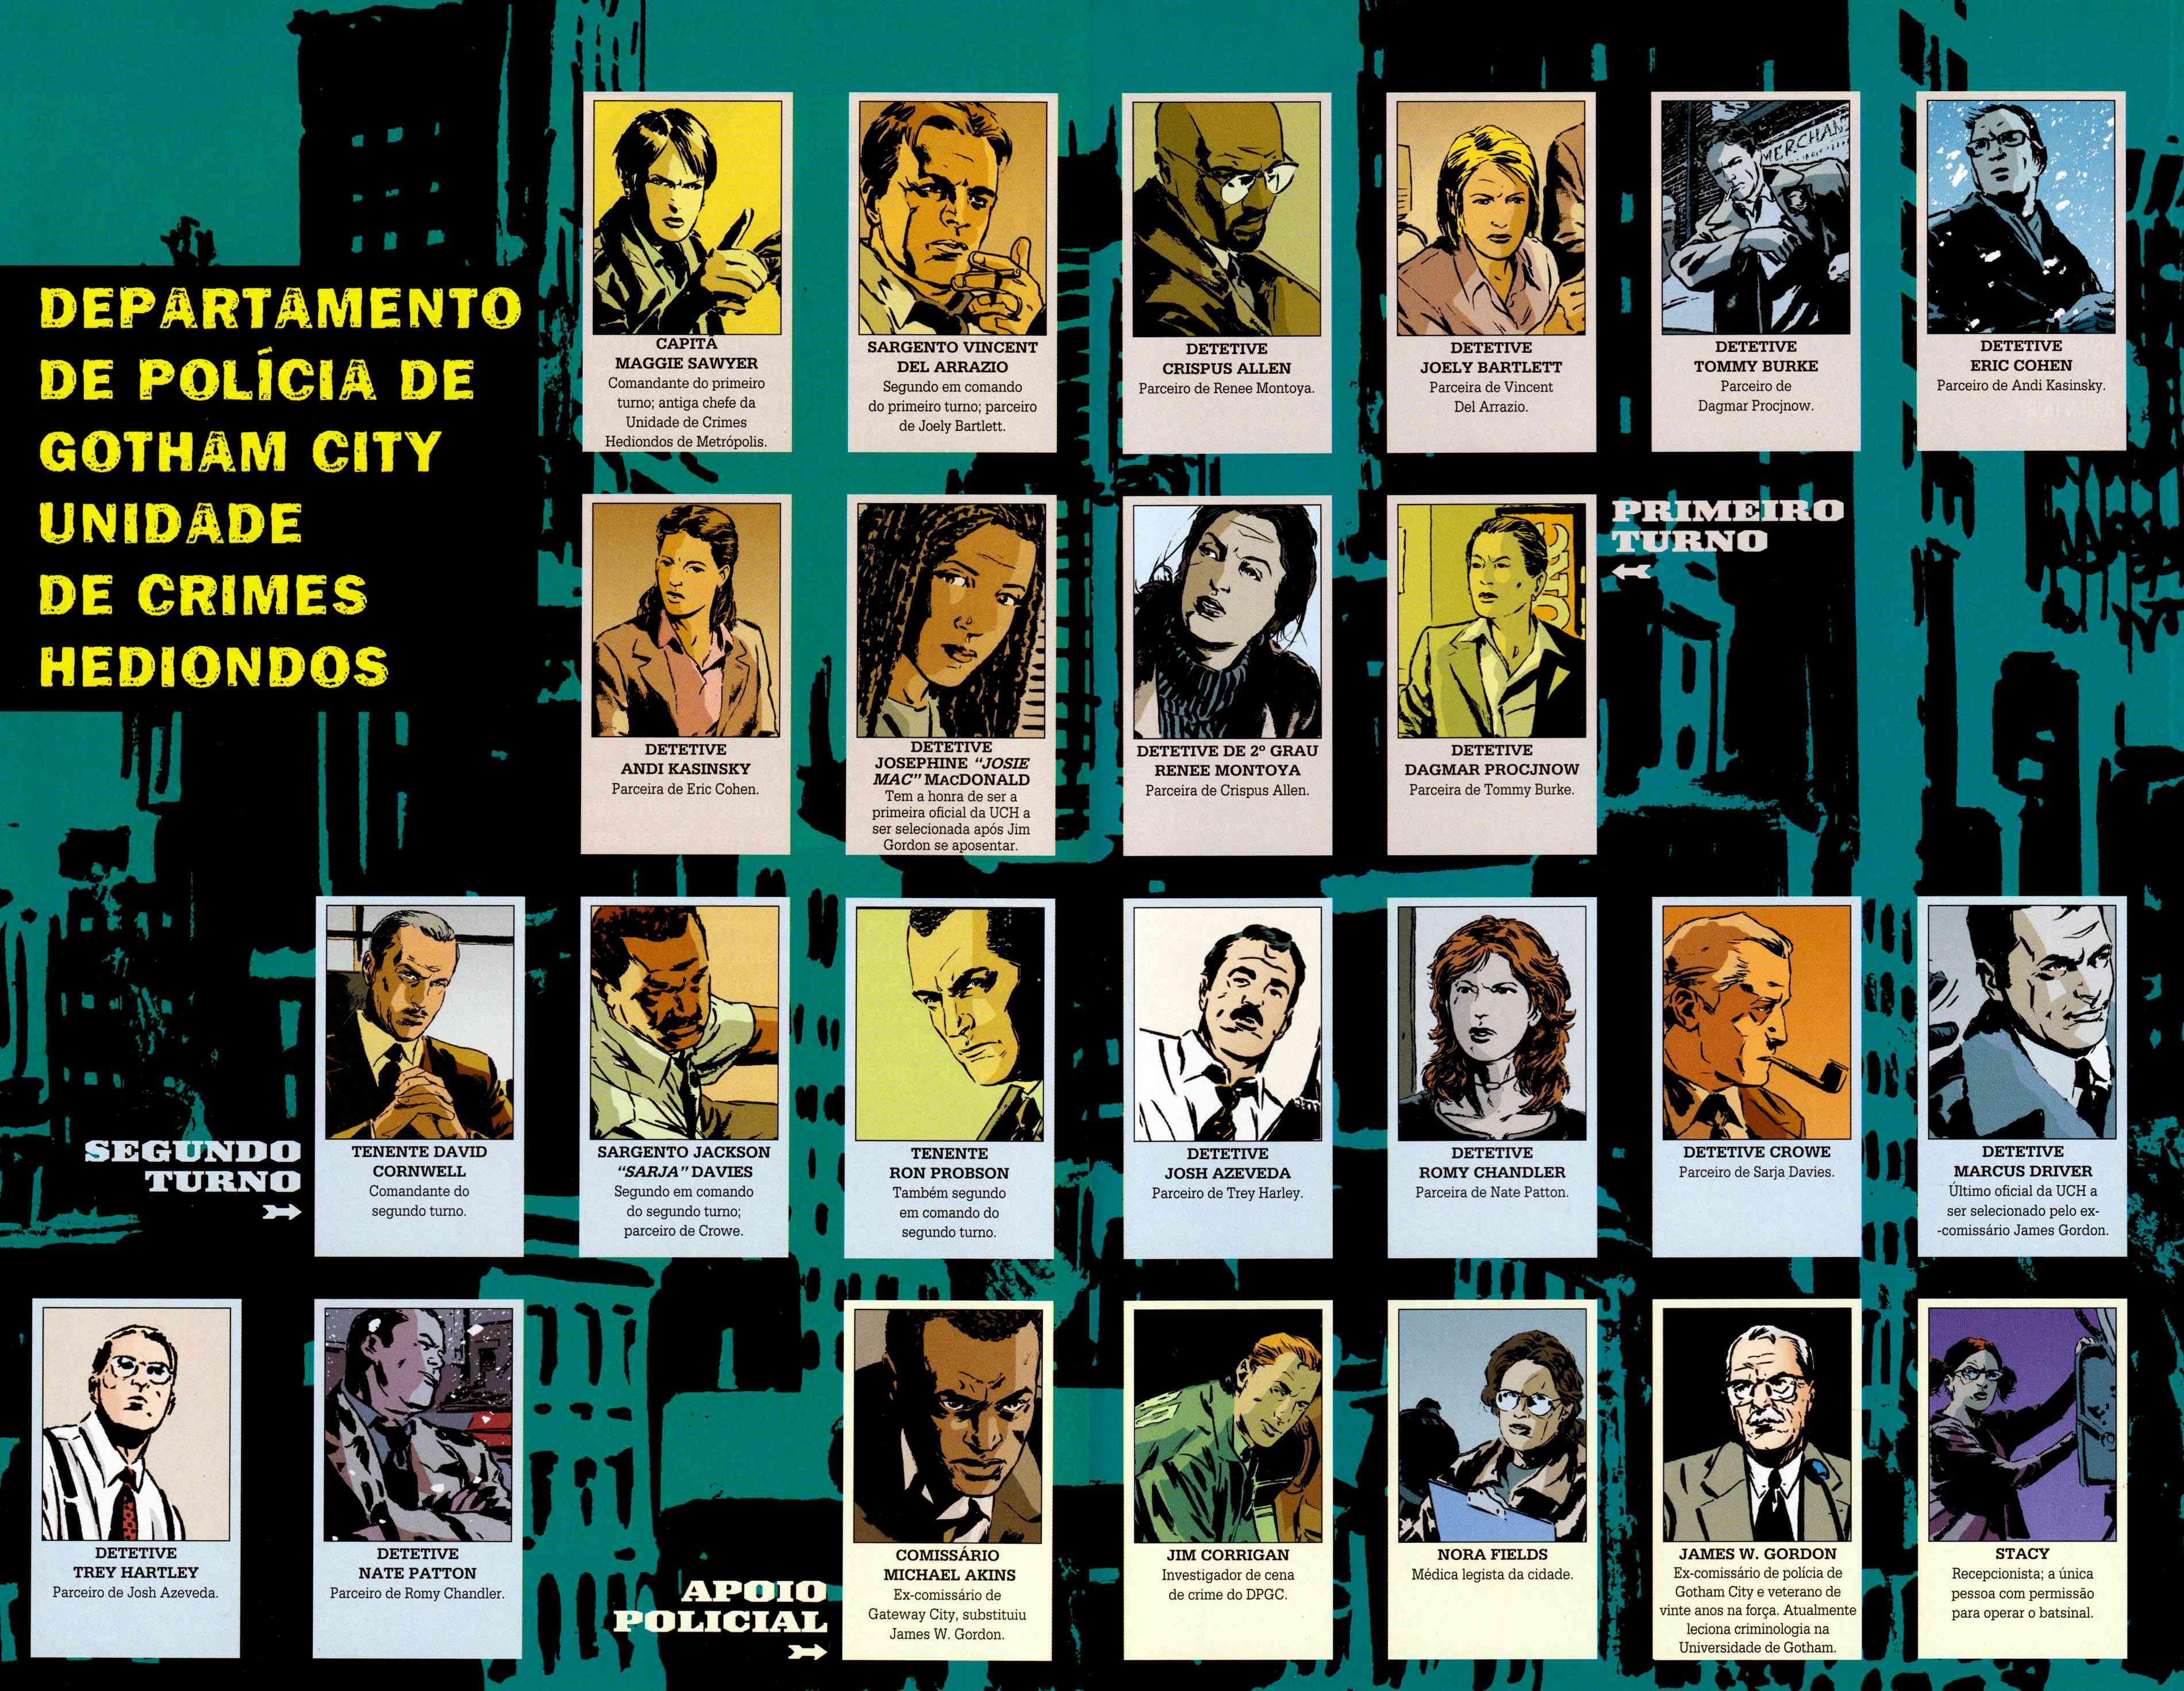 DEPARTAMENTO
DE POLÍCIA DE
GOTHAM CITY
UNIDADE
DE CRIMES
HEDIONDOS
CAPITÃ
MAGGIE SAWYER
Comandante do primeiro
turno; antiga chefe da
Unidade de Crimes
Hediondos de Metrópolis.
SARGENTO VINCENT
DEL ARRAZIO
Segundo em comando
do primeiro turno; parceiro
de Joely Bartlett.
DETETIVE
CRISPUS ALLEN
Parceiro de Renee Montoya.
DETETIVE
JOELY BARTLETT
Parceira de Vincent
Del Arrazio.
MERCHANT
DETETIVE
TOMMY BURKE
Parceiro de
Dagmar Procjnow.
DETETIVE
ERIC COHEN
Parceiro de Andi Kasinsky.
DETETIVE
ANDI KASINSKY
Parceira de Eric Cohen.
DETETIVE
JOSEPHINE "JOSIE
MAC" MACDONALD
Tem a honra de ser a
primeira oficial da UCH a
ser selecionada após Jim
Gordon se aposentar.
DETETIVE DE 2º GRAU
RENEE MONTOYA
Parceira de Crispus Allen.
DETETIVE
DAGMAR PROCJNOW
Parceira de Tommy Burke.
PRIMEIRO
TURNO
SEGUNDO
TURNO
TENENTE DAVID
CORNWELL
Comandante do
segundo turno.
SARGENTO JACKSON
"SARJA" DAVIES
Segundo em comando
do segundo turno;
parceiro de Crowe.
TENENTE
RON PROBSON
Também segundo
em comando do
segundo turno.
DETETIVE
JOSH AZEVEDA
Parceiro de Trey Harley.
DETETIVE
ROMY CHANDLER
Parceira de Nate Patton.
DETETIVE CROWE
Parceiro de Sarja Davies.
DETETIVE
MARCUS DRIVER
Último oficial da UCH a
ser selecionado pelo ex-
-comissário James Gordon.
DETETIVE
TREY HARTLEY
Parceiro de Josh Azeveda.
DETETIVE
NATE PATTON
Parceiro de Romy Chandler.
APOIO
POLICIAL
COMISSÁRIO
MICHAEL AKINS
Ex-comissário de
Gateway City, substituiu
James W. Gordon.
JIM CORRIGAN
Investigador de cena
de crime do DPGC.
NORA FIELDS
Médica legista da cidade.
JAMES W. GORDON
Ex-comissário de polícia de
Gotham City e veterano de
vinte anos na força. Atualmente
leciona criminologia na
Universidade de Gotham.
STACY
Recepcionista; a única
pessoa com permissão
para operar o batsinal.